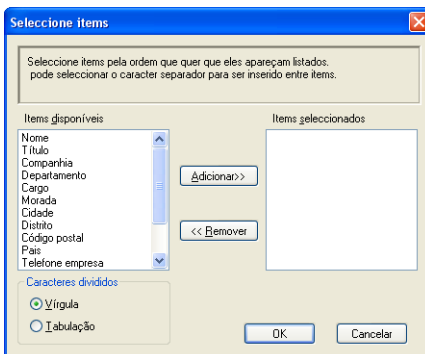 Seleccione items
Seleccione items pela ordem que quer que eles apareçam listados.
pode seleccionar o caracter separador para ser inserido entre items.
Items disponíveis
Items seleccionados
Nome
Título
Companhia
Departamento
Cargo
Morada
Cidade
Distrito
Código postal
Pais
Telefone empresa
Adicionar>>
<< Remover
Caracteres divididos
Vírgula
Tabulação
OK
Cancelar